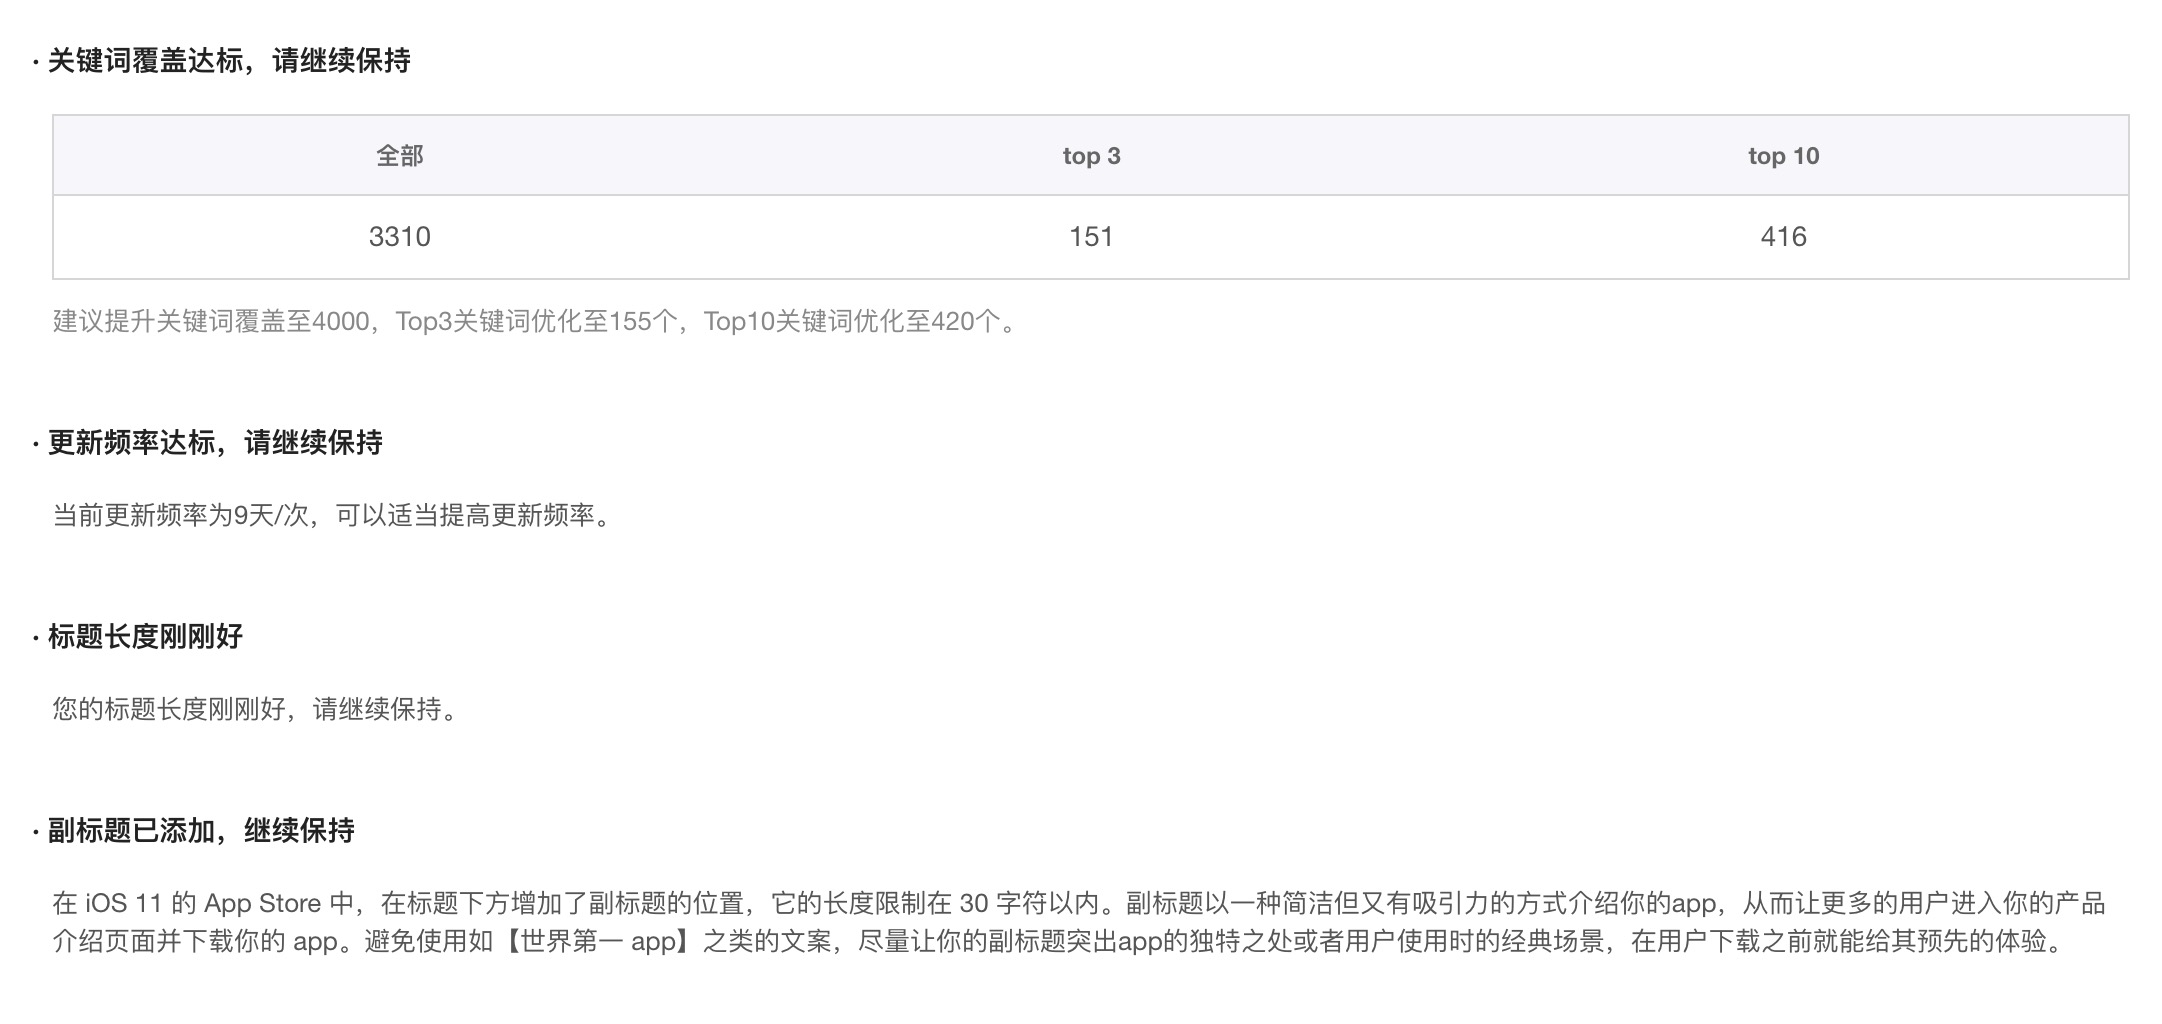 · 关键词覆盖达标，请继续保持
全部 top 3 top 10
3310 151 416
建议提升关键词覆盖至4000，Top3关键词优化至155个，Top10关键词优化至420个。
· 更新频率达标，请继续保持
当前更新频率为9天/次，可以适当提高更新频率。
· 标题长度刚刚好
您的标题长度刚刚好，请继续保持。
· 副标题已添加，继续保持
在 iOS 11 的 App Store 中，在标题下方增加了副标题的位置，它的长度限制在 30 字符以内。副标题以一种简洁但又有吸引力的方式介绍你的app，从而让更多的用户进入你的产品
介绍页面并下载你的 app。避免使用如【世界第一 app】之类的文案，尽量让你的副标题突出app的独特之处或者用户使用时的经典场景，在用户下载之前就能给其预先的体验。